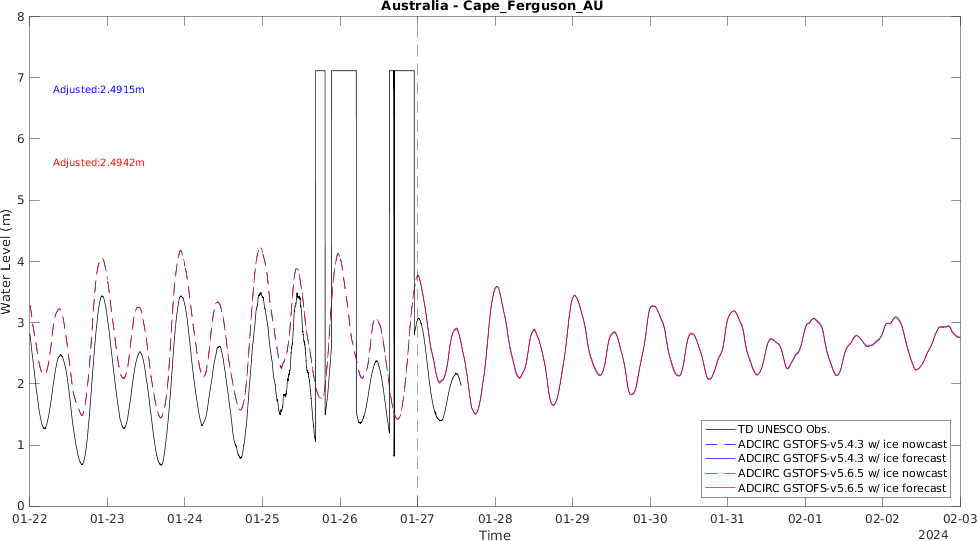 Australia - Cape_Ferguson_AU
8
7
6
5
4
3
2
1
0
Water Level (m)
Adjusted:2.4915m
Adjusted:2.4942m
TD UNESCO Obs.
ADCIRC GSTOFS-v5.4.3 w/ ice nowcast
ADCIRC GSTOFS-v5.4.3 w/ ice forecast
ADCIRC GSTOFS-v5.6.5 w/ ice nowcast
ADCIRC GSTOFS-v5.6.5 w/ ice forecast
01-22 01-23 01-24 01-25 01-26 01-27 01-28 01-29 01-30 01-31 02-01 02-02 02-03
Time
2024